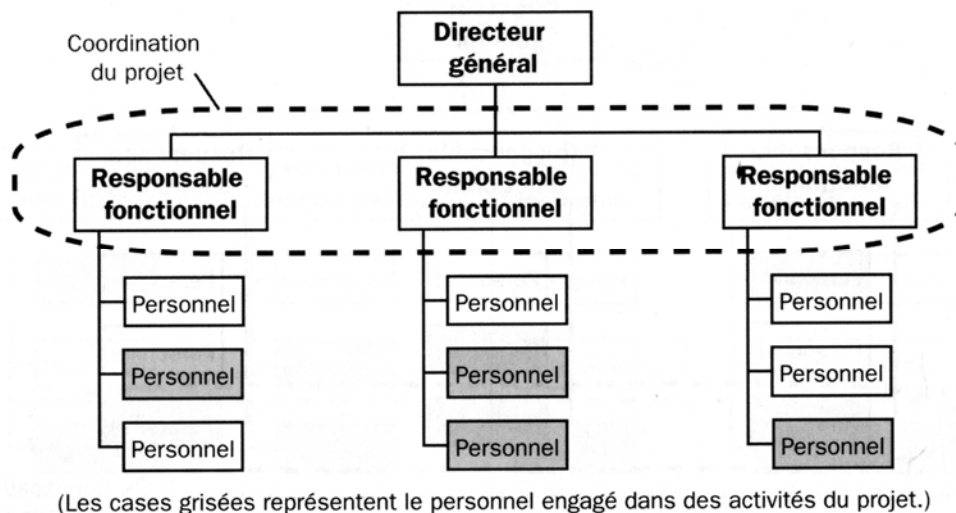 Directeur
général
Coordination
du projet
Responsable
fonctionnel
Responsable
fonctionnel
Responsable
fonctionnel
Personnel
Personnel
Personnel
Personnel
Personnel
Personnel
Personnel
Personnel
Personnel
(Les cases grisées représentent le personnel engagé dans des activités du projet.)